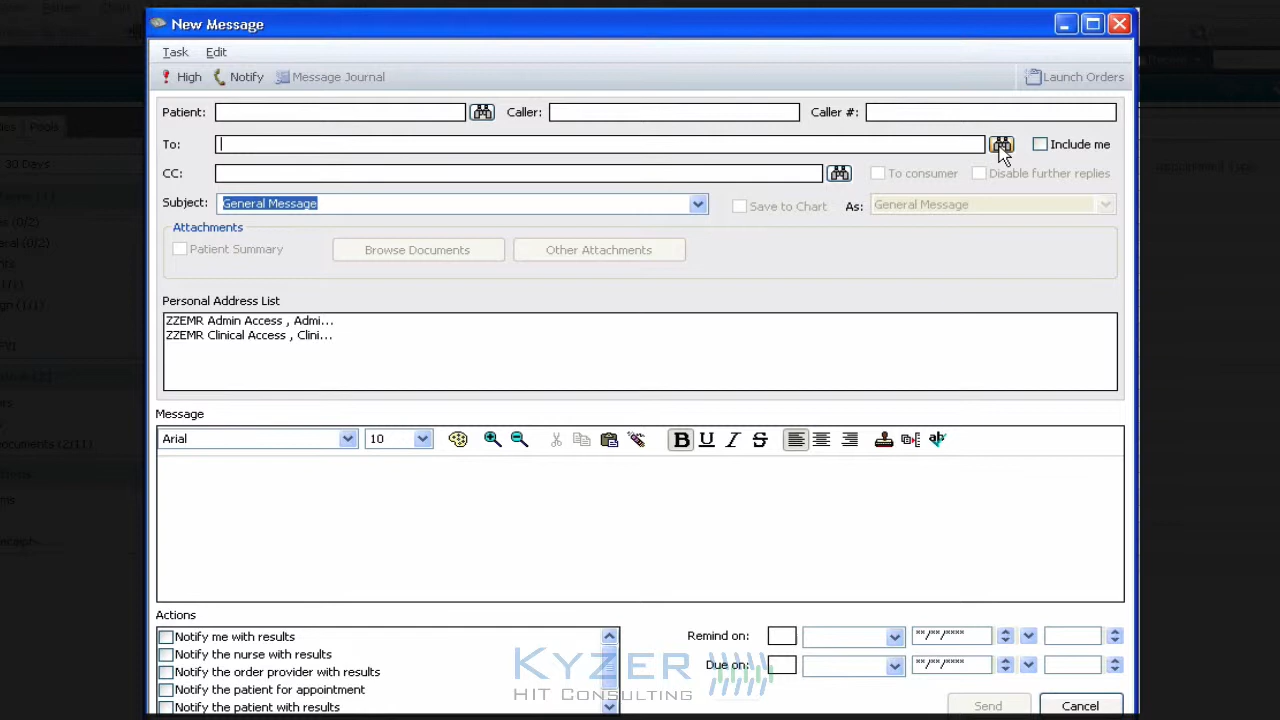 New Message
Task Edit
High Notify Message Journal Launch Orders
Patient: Caller: Caller #:
To: Include me
CC: To consumer Disable further replies
Subject: General Message Save to Chart As: General Message
Attachments
Patient Summary Browse Documents Other Attachments
Personal Address List
ZZEMR Admin Access , Admi...
ZZEMR Clinical Access , Clini...
Message
Arial 10 B U I S
Actions
Notify me with results
Notify the nurse with results
Notify the order provider with results
Notify the patient for appointment
Notify the patient with results
Remind on: **/**/****
Due on: **/**/****
Send Cancel
KYZER
HIT CONSULTING
Pools
30 Days